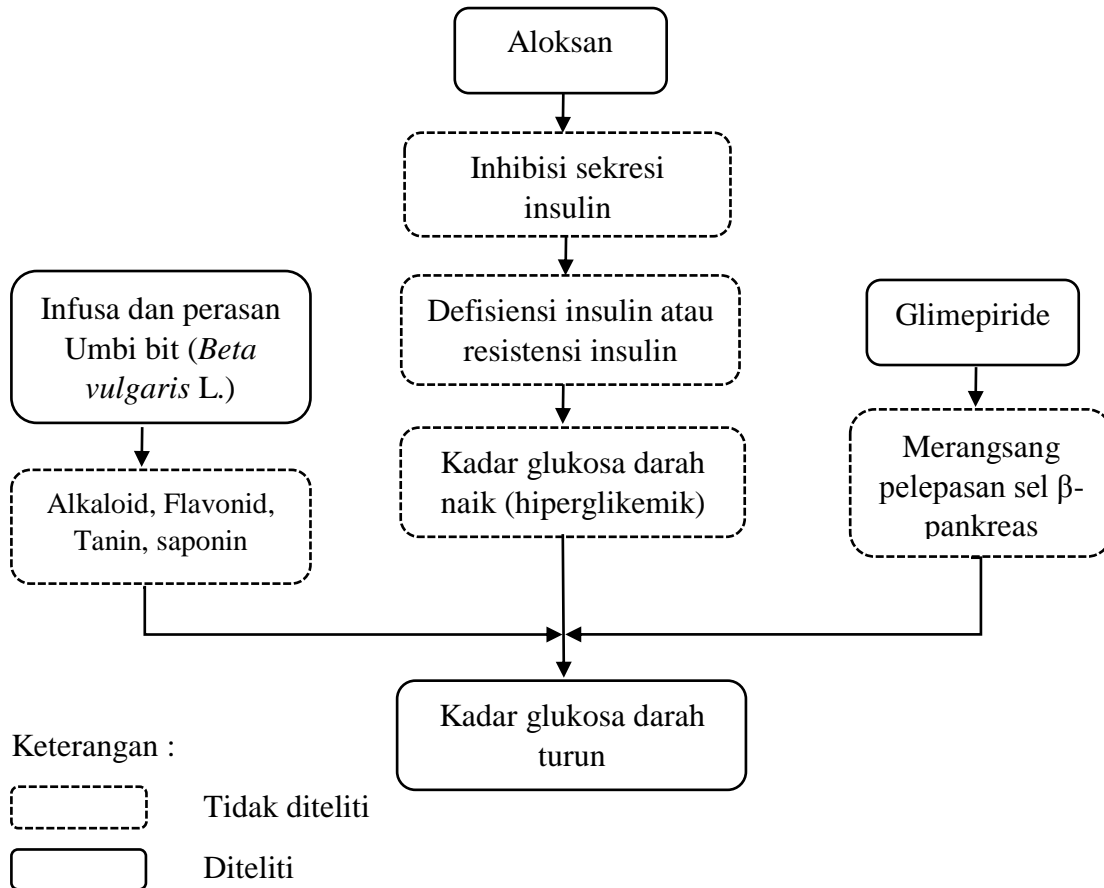 Aloksan
Inhibisi sekresi
insulin
Defisiensi insulin atau
resistensi insulin
Kadar glukosa darah
naik (hiperglikemik)
Infusa dan perasan
Umbi bit (Beta
vulgaris L.)
Alkaloid, Flavonid,
Tanin, saponin
Glimepiride
Merangsang
pelepasan sel β-
pankreas
Kadar glukosa darah
turun
Keterangan :
Tidak diteliti
Diteliti